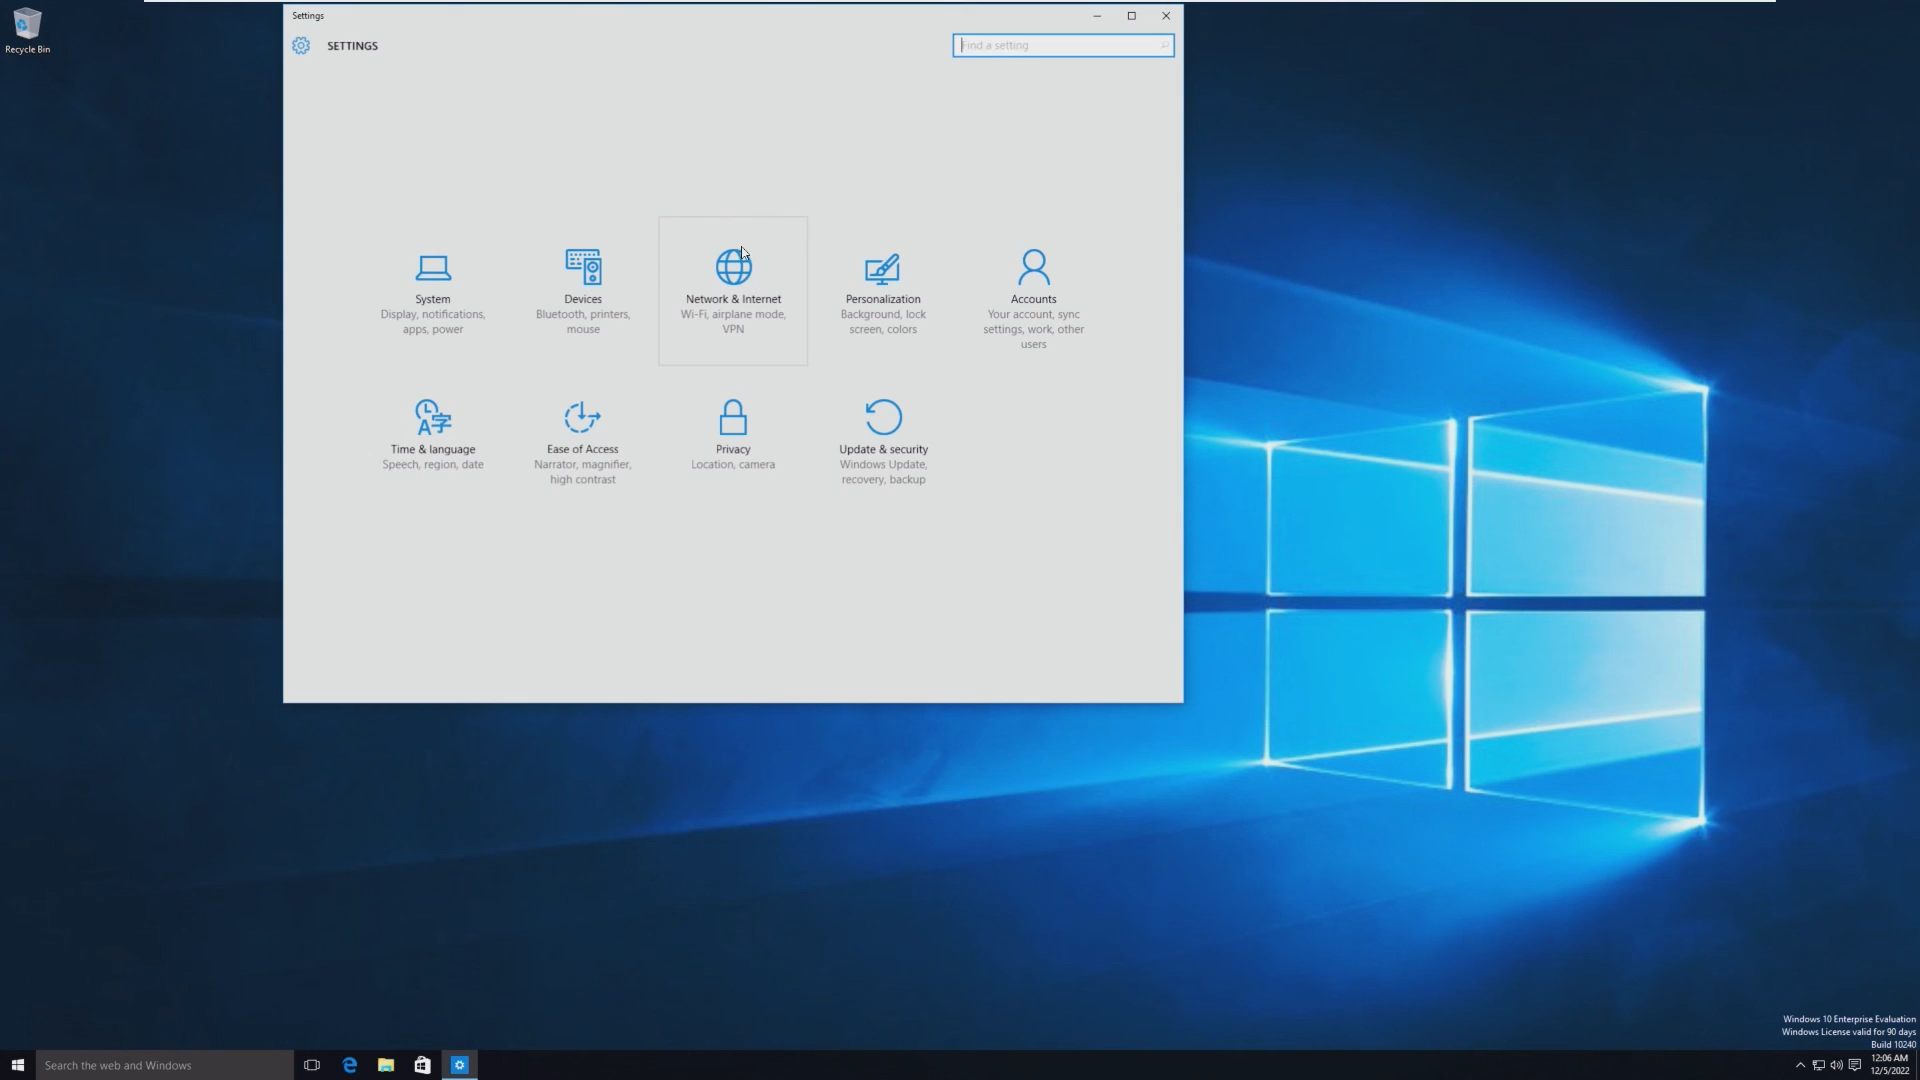 Recycle Bin
Settings
SETTINGS
Find a setting
System
Display, notifications,
apps, power
Devices
Bluetooth, printers,
mouse
Network & Internet
Wi-Fi, airplane mode,
VPN
Personalization
Background, lock
screen, colors
Accounts
Your account, sync
settings, work, other
users
Time & language
Speech, region, date
Ease of Access
Narrator, magnifier,
high contrast
Privacy
Location, camera
Update & security
Windows Update,
recovery, backup
Windows 10 Enterprise Evaluation
Windows License valid for 90 days
Build 10240
Search the web and Windows
12:06 AM
12/5/2022